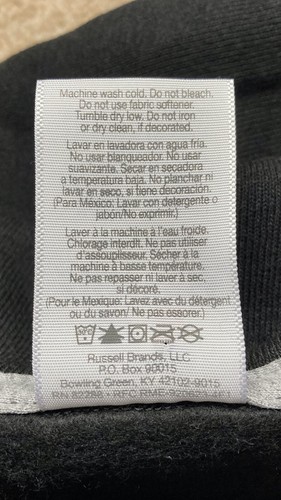 Machine wash cold. Do not bleach.
Do not use fabric softener.
Tumble dry low. Do not iron
or dry clean, if decorated.
Lavar en lavadora con agua fria.
No usar blanqueador. No usar
suavizante. Secar en secadora
a temperatura baja. No planchar ni
lavar en seco, si tiene decoración.
(Para México: Lavar con detergente o
jabón/No exprimir.)
Laver à la machine à l'eau froide.
Chlorage interdit. Ne pas utiliser
d'assouplisseur. Sécher à la
machine à basse température.
Ne pas repasser ni laver à sec,
si décoré.
(Pour le Mexique: Lavez avec du détergent
ou du savon/ Ne pas essorer.)
Russell Brands, LLC
P.O. Box 90015
Bowling Green, KY 42102-9015
RN 82288 - RFC RME-